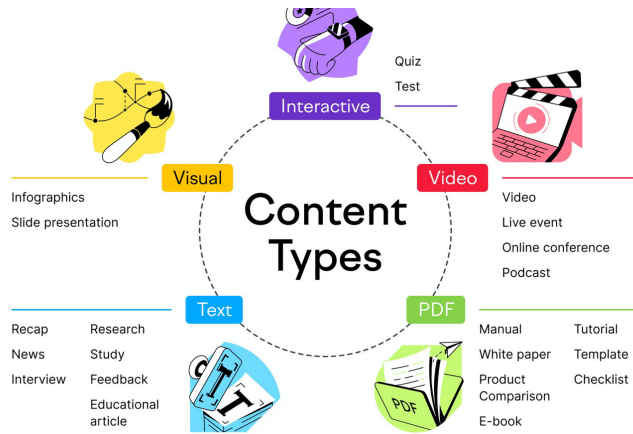 Interactive
Quiz
Test
Visual
Infographics
Slide presentation
Video
Video
Live event
Online conference
Podcast
Content
Types
Text
Recap
News
Interview
Research
Study
Feedback
Educational
article
PDF
Manual
White paper
Product
Comparison
E-book
Tutorial
Template
Checklist
T
T
PDF